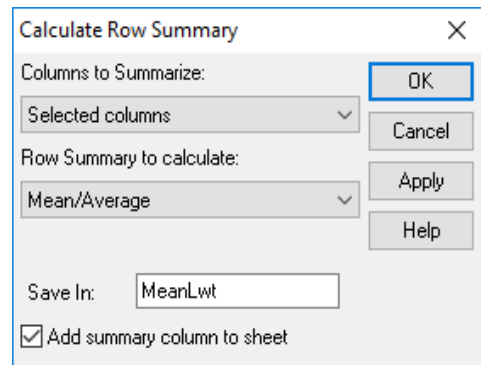 Calculate Row Summary
Columns to Summarize:
OK
Selected columns
Cancel
Row Summary to calculate:
Apply
Mean/Average
Help
Save In: MeanLwt
Add summary column to sheet